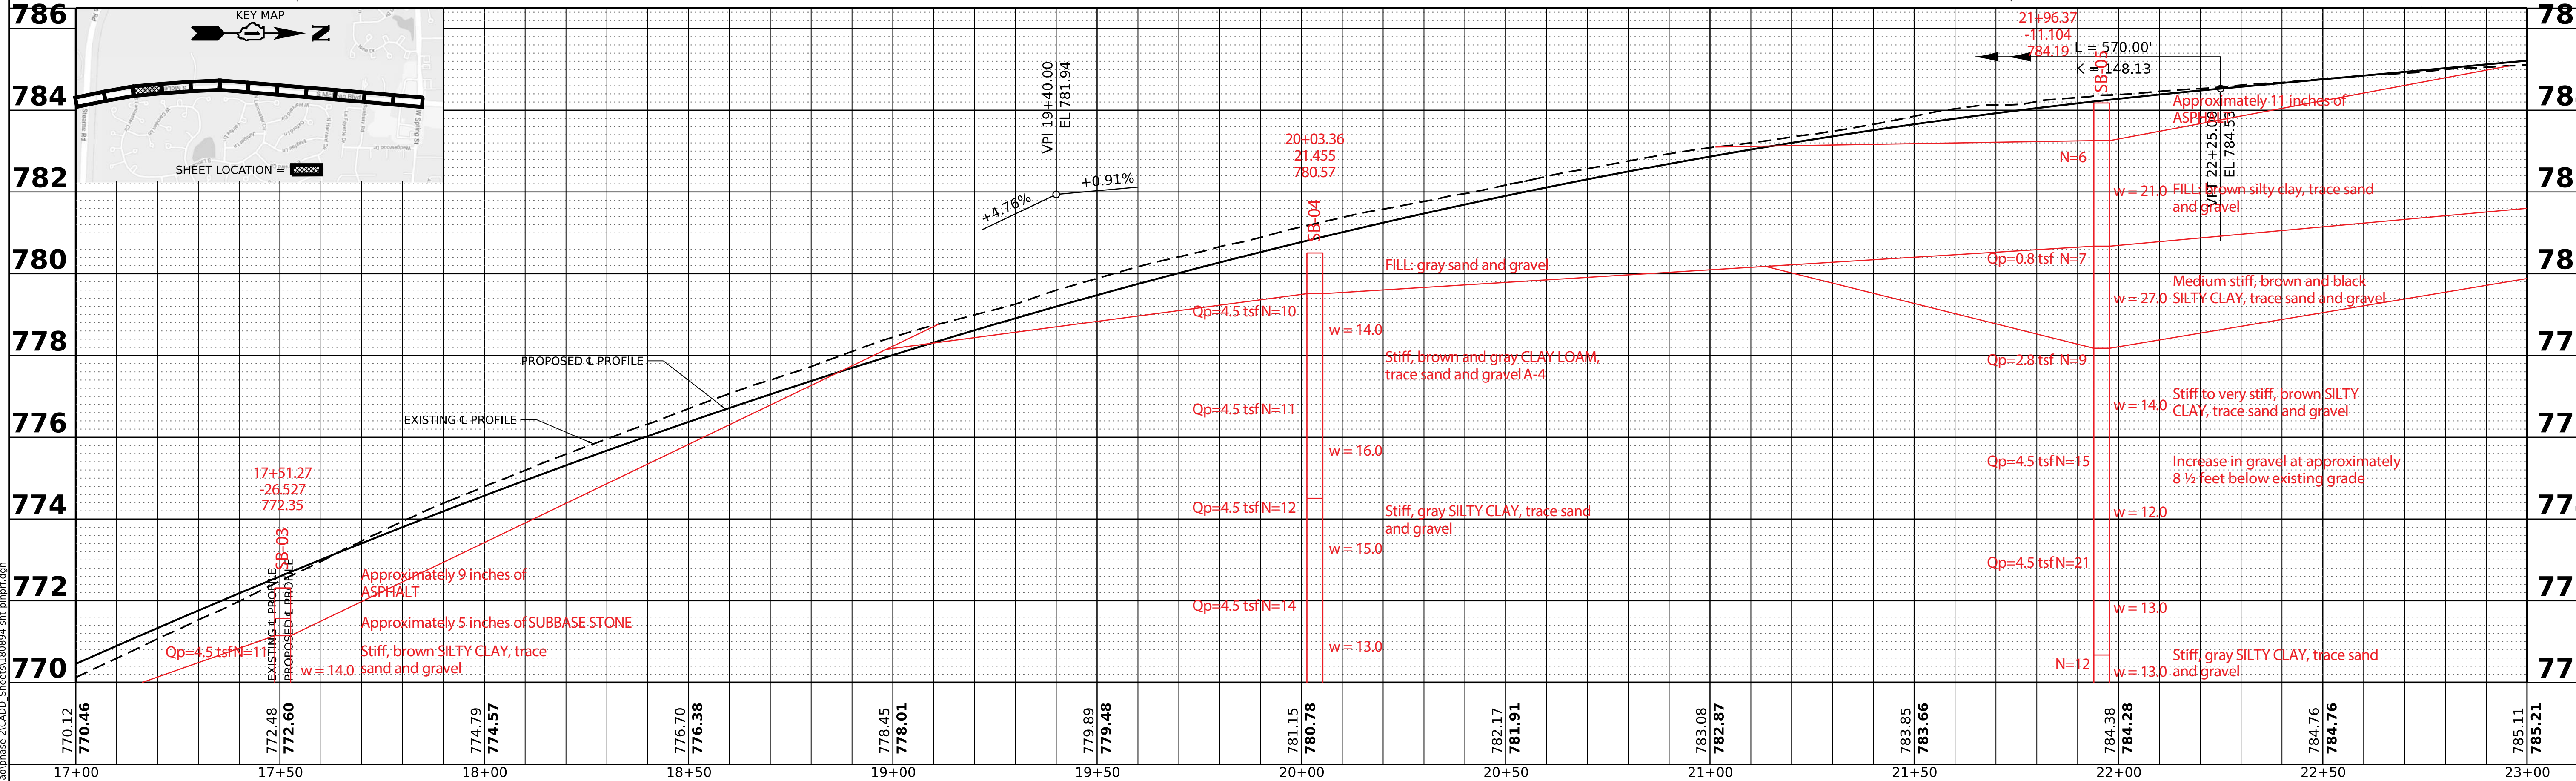 786
784
782
780
778
776
774
772
770
KEY MAP
1
N
SHEET LOCATION =
VPI 19+40.00
EL 781.94
+4.76%
+0.91%
PROPOSED ℄ PROFILE
EXISTING ℄ PROFILE
17+51.27
-26.527
772.35
SB-03
EXISTING ℄ PROFILE
PROPOSED ℄ PROFILE
Approximately 9 inches of
ASPHALT
Approximately 5 inches of SUBBASE STONE
Qp=4.5 tsf N=11
w = 14.0
Stiff, brown SILTY CLAY, trace
sand and gravel
20+03.36
21.455
780.57
SB-04
FILL: gray sand and gravel
Qp=4.5 tsf N=10
w = 14.0
Stiff, brown and gray CLAY LOAM,
trace sand and gravel A-4
Qp=4.5 tsf N=11
w = 16.0
Qp=4.5 tsf N=12
Stiff, gray SILTY CLAY, trace sand
and gravel
w = 15.0
Qp=4.5 tsf N=14
w = 13.0
21+96.37
-11.104
784.19
SB-05
L = 570.00'
K = 148.13
VPT 22+25.00
EL 784.53
Approximately 11 inches of
ASPHALT
N=6
w = 21.0
FILL: brown silty clay, trace sand
and gravel
Qp=0.8 tsf N=7
w = 27.0
Medium stiff, brown and black
SILTY CLAY, trace sand and gravel
Qp=2.8 tsf N=9
w = 14.0
Stiff to very stiff, brown SILTY
CLAY, trace sand and gravel
Qp=4.5 tsf N=15
Increase in gravel at approximately
8 ½ feet below existing grade
w = 12.0
Qp=4.5 tsf N=21
w = 13.0
N=12
w = 13.0
Stiff, gray SILTY CLAY, trace sand
and gravel
78
78
78
78
77
77
77
77
77
770.12
770.46
772.48
772.60
774.79
774.57
776.70
776.38
778.45
778.01
779.89
779.48
781.15
780.78
782.17
781.91
783.08
782.87
783.85
783.66
784.38
784.28
784.76
784.76
785.11
785.21
17+00
17+50
18+00
18+50
19+00
19+50
20+00
20+50
21+00
21+50
22+00
22+50
23+00